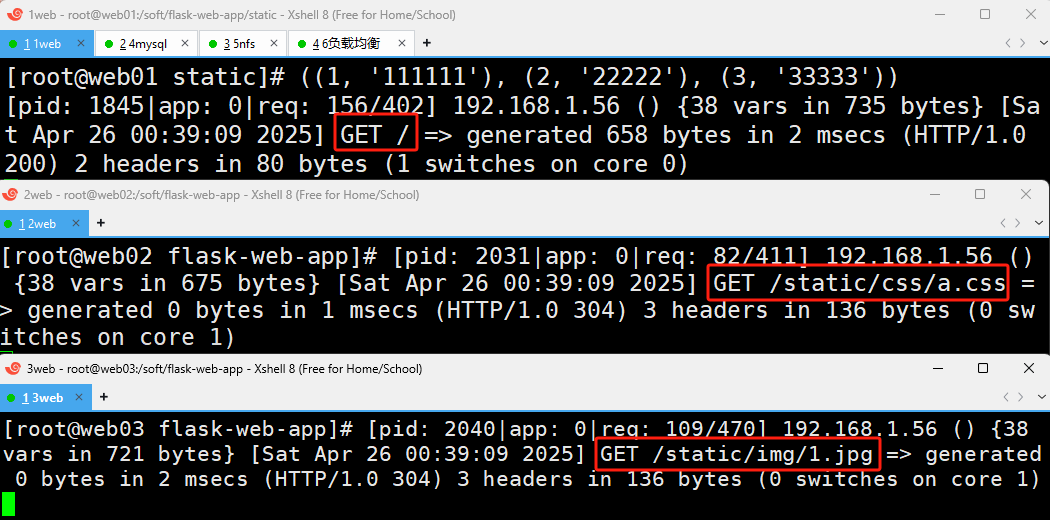 1web - root@web01:/soft/flask-web-app/static - Xshell 8 (Free for Home/School)
1 1web × 2 4mysql × 3 5nfs × 4 6负载均衡 × +
[root@web01 static]# ((1, '111111'), (2, '22222'), (3, '33333'))
[pid: 1845|app: 0|req: 156/402] 192.168.1.56 () {38 vars in 735 bytes} [Sa
t Apr 26 00:39:09 2025] GET / => generated 658 bytes in 2 msecs (HTTP/1.0
200) 2 headers in 80 bytes (1 switches on core 0)
2web - root@web02:/soft/flask-web-app - Xshell 8 (Free for Home/School)
1 2web × +
[root@web02 flask-web-app]# [pid: 2031|app: 0|req: 82/411] 192.168.1.56 ()
{38 vars in 675 bytes} [Sat Apr 26 00:39:09 2025] GET /static/css/a.css =
> generated 0 bytes in 1 msecs (HTTP/1.0 304) 3 headers in 136 bytes (0 sw
itches on core 1)
3web - root@web03:/soft/flask-web-app - Xshell 8 (Free for Home/School)
1 3web × +
[root@web03 flask-web-app]# [pid: 2040|app: 0|req: 109/470] 192.168.1.56 () {38
vars in 721 bytes} [Sat Apr 26 00:39:09 2025] GET /static/img/1.jpg => generated
0 bytes in 2 msecs (HTTP/1.0 304) 3 headers in 136 bytes (0 switches on core 1)